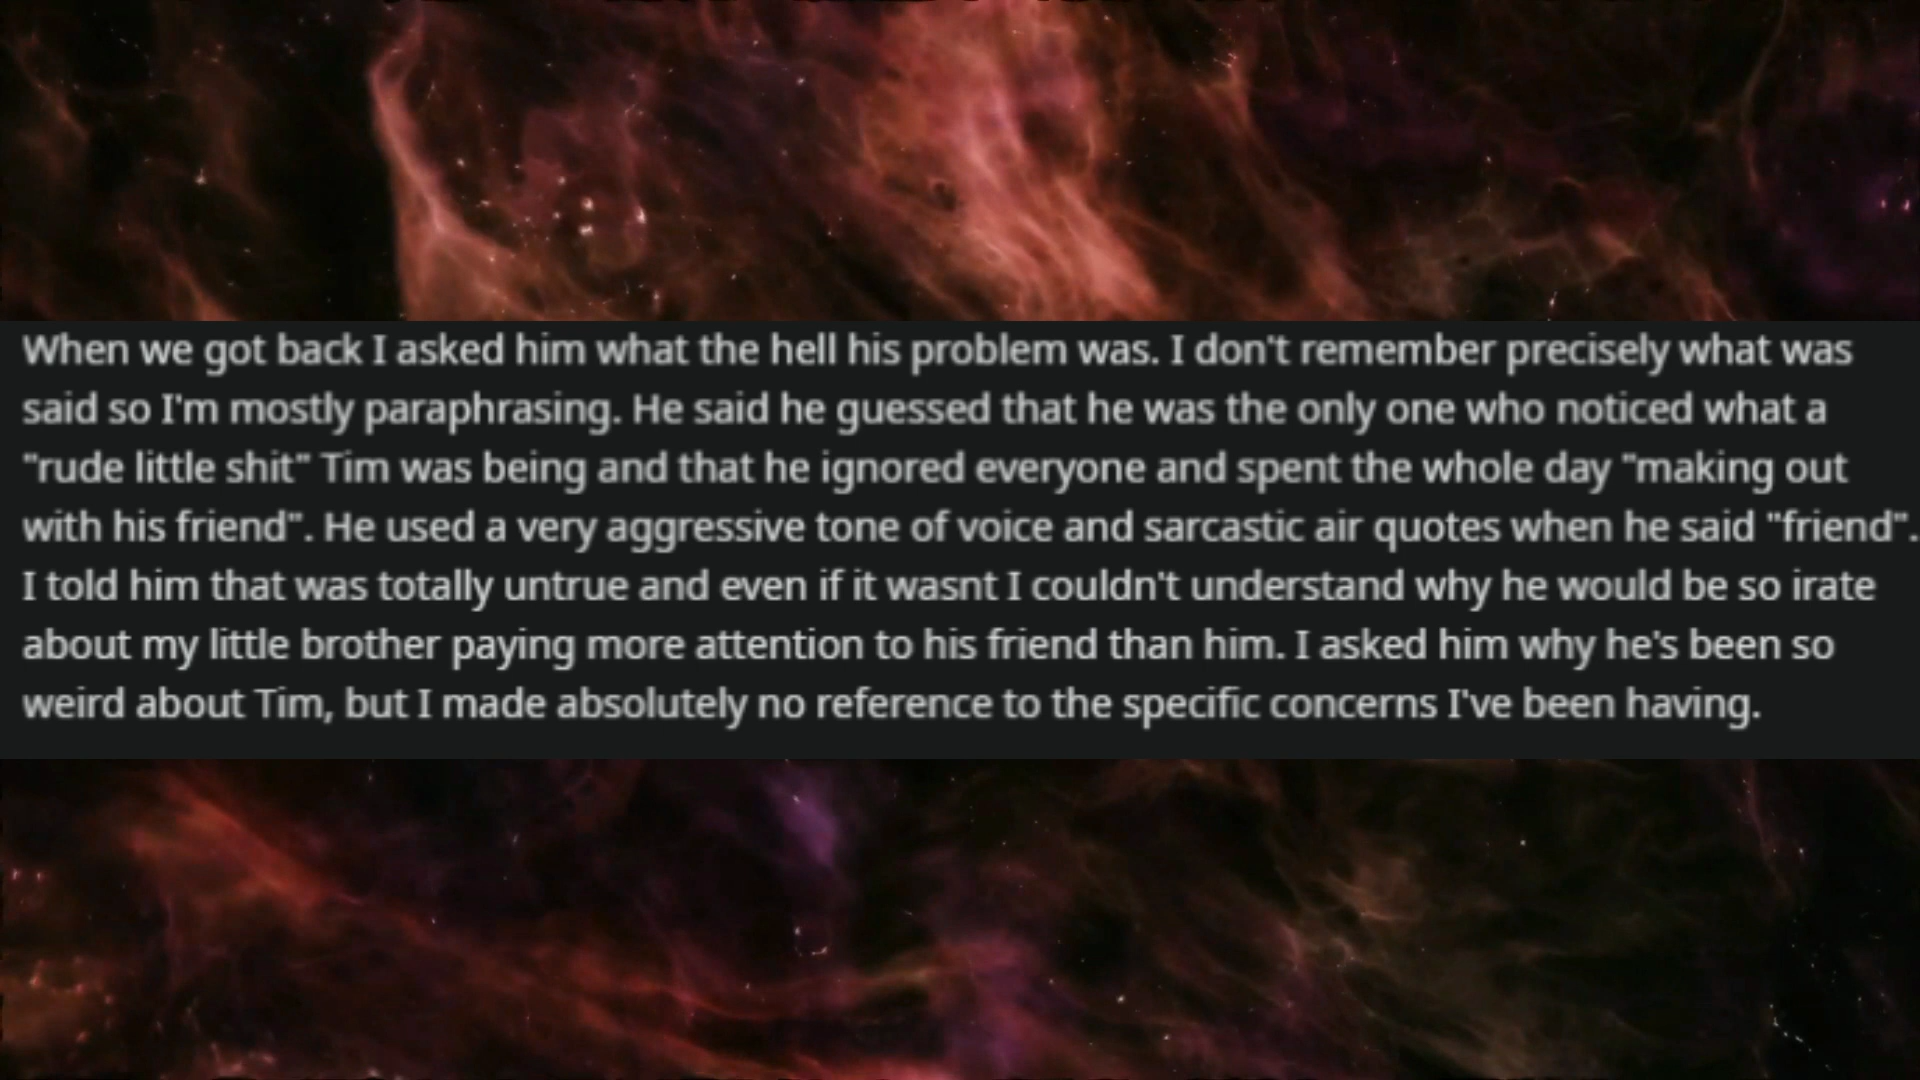 When we got back I asked him what the hell his problem was. I don't remember precisely what was
said so I'm mostly paraphrasing. He said he guessed that he was the only one who noticed what a
"rude little shit" Tim was being and that he ignored everyone and spent the whole day "making out
with his friend". He used a very aggressive tone of voice and sarcastic air quotes when he said "friend".
I told him that was totally untrue and even if it wasnt I couldn't understand why he would be so irate
about my little brother paying more attention to his friend than him. I asked him why he's been so
weird about Tim, but I made absolutely no reference to the specific concerns I've been having.